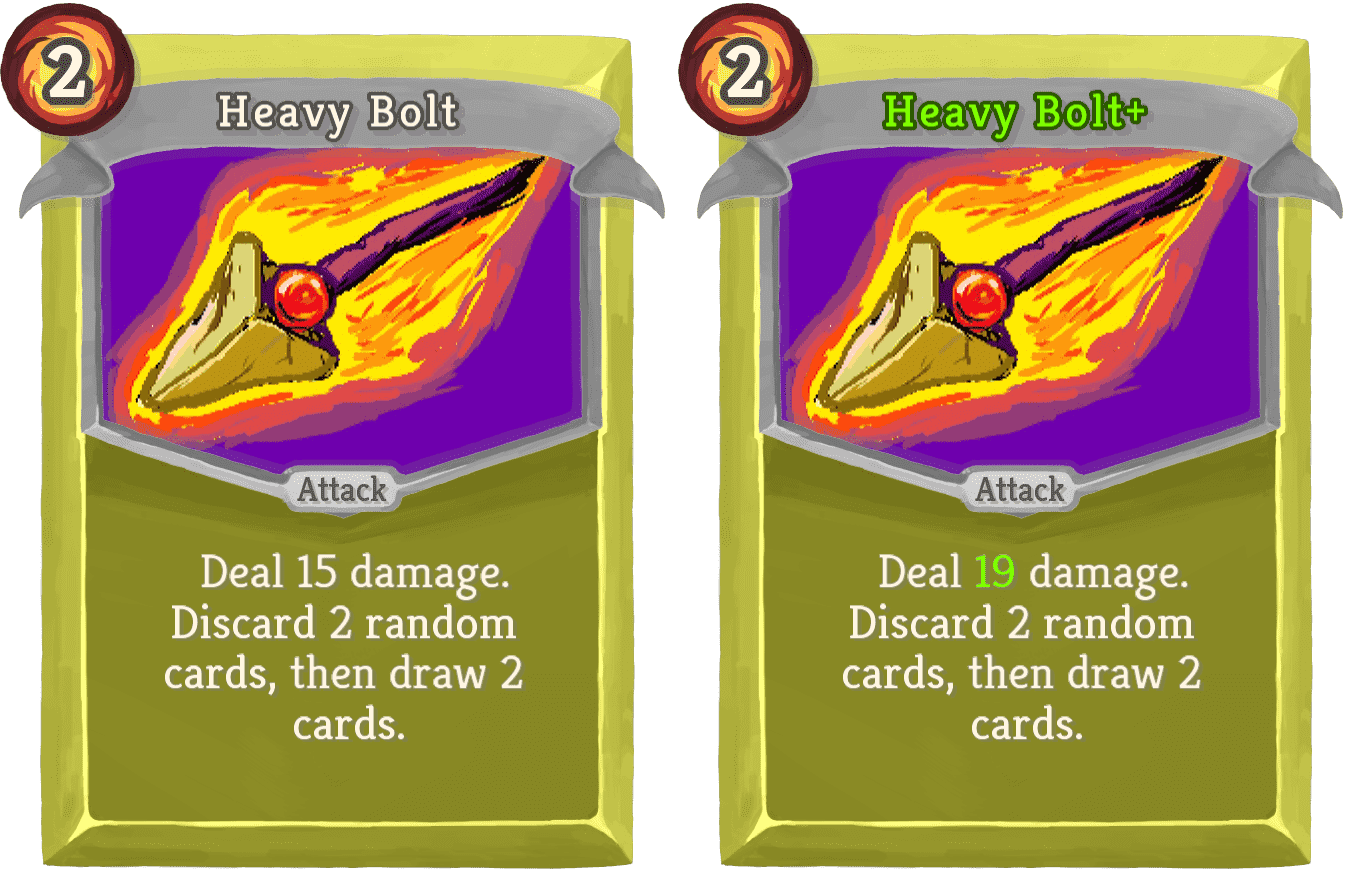 2
Heavy Bolt
Attack
Deal 15 damage.
Discard 2 random
cards, then draw 2
cards.
2
Heavy Bolt+
Attack
Deal 19 damage.
Discard 2 random
cards, then draw 2
cards.